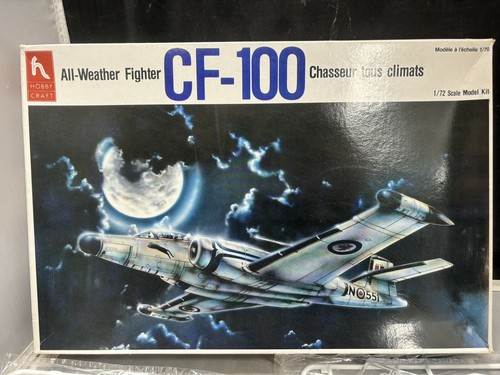 Modèle à l'échelle 1/72
h
HOBBY
CRAFT
All-Weather Fighter CF-100 Chasseur tous climats
1/72 Scale Model Kit
N 551